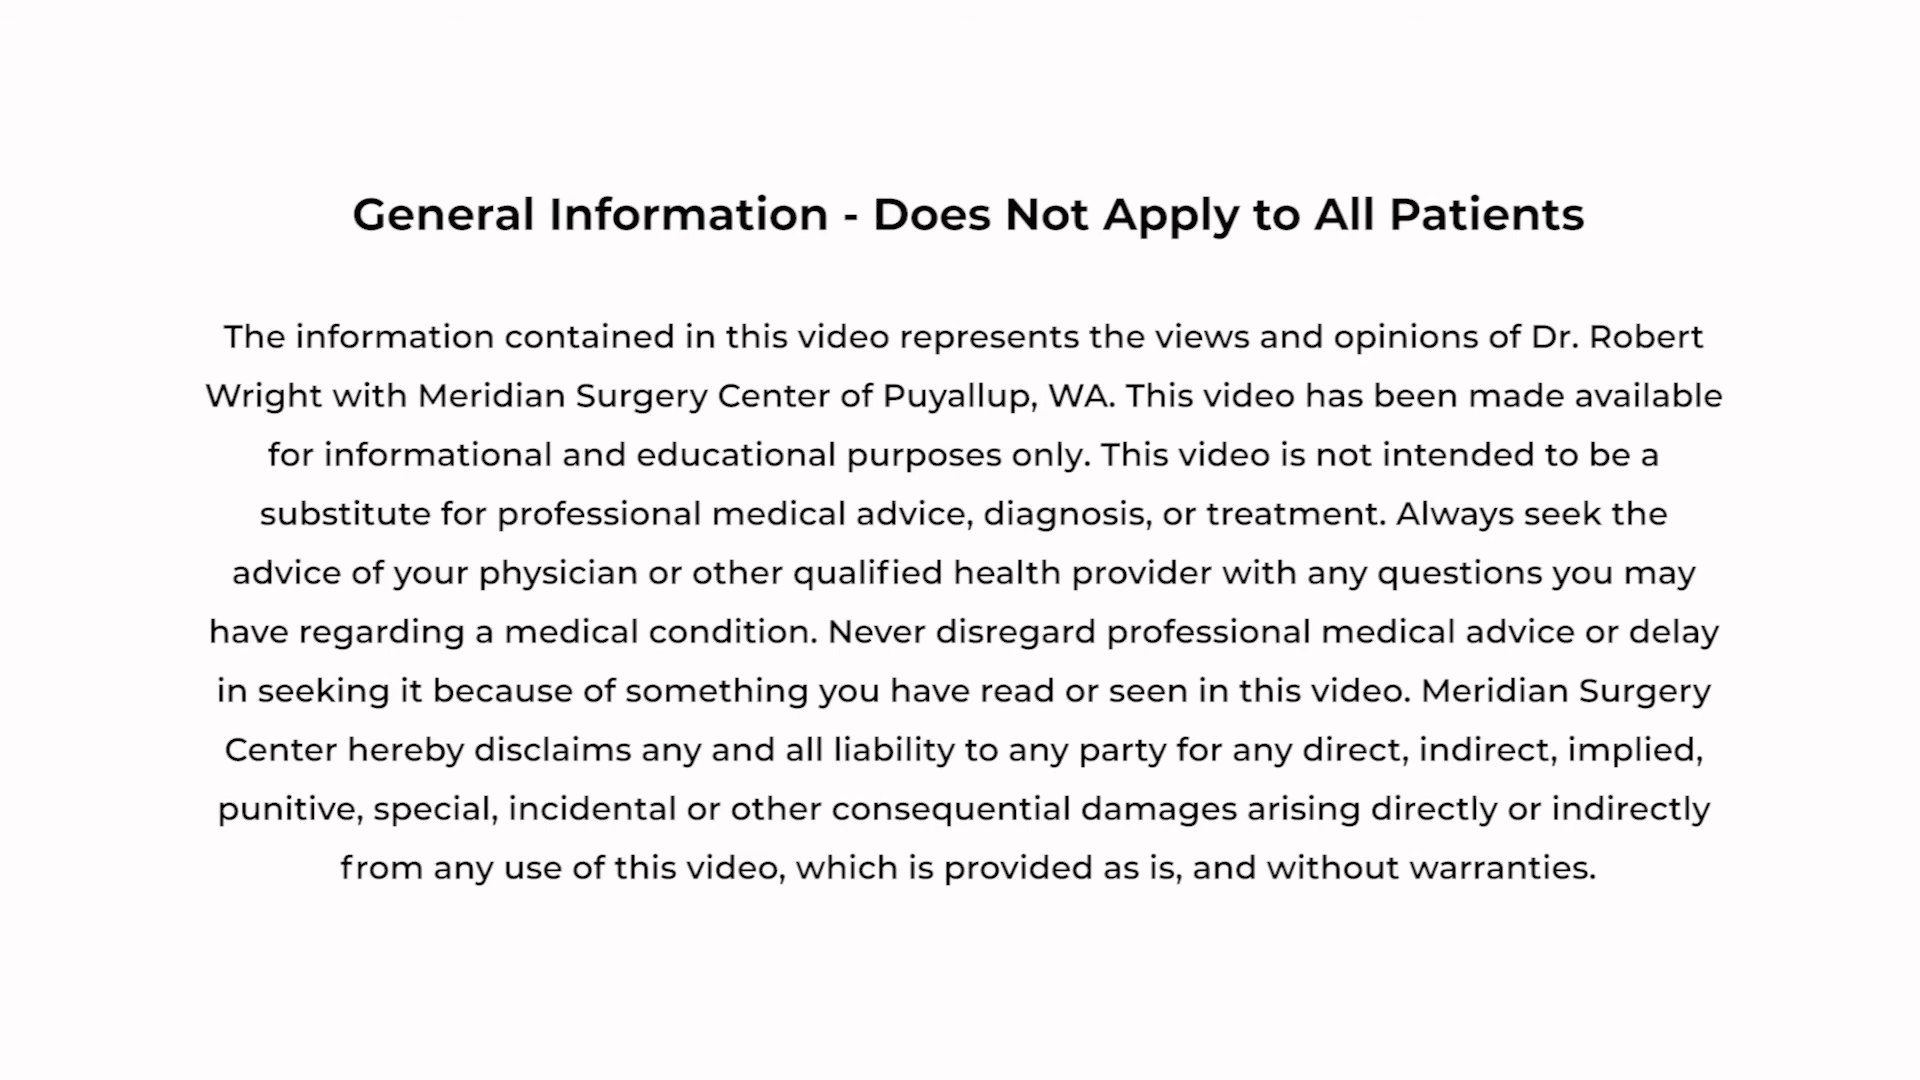 General Information - Does Not Apply to All Patients
The information contained in this video represents the views and opinions of Dr. Robert
Wright with Meridian Surgery Center of Puyallup, WA. This video has been made available
for informational and educational purposes only. This video is not intended to be a
substitute for professional medical advice, diagnosis, or treatment. Always seek the
advice of your physician or other qualified health provider with any questions you may
have regarding a medical condition. Never disregard professional medical advice or delay
in seeking it because of something you have read or seen in this video. Meridian Surgery
Center hereby disclaims any and all liability to any party for any direct, indirect, implied,
punitive, special, incidental or other consequential damages arising directly or indirectly
from any use of this video, which is provided as is, and without warranties.